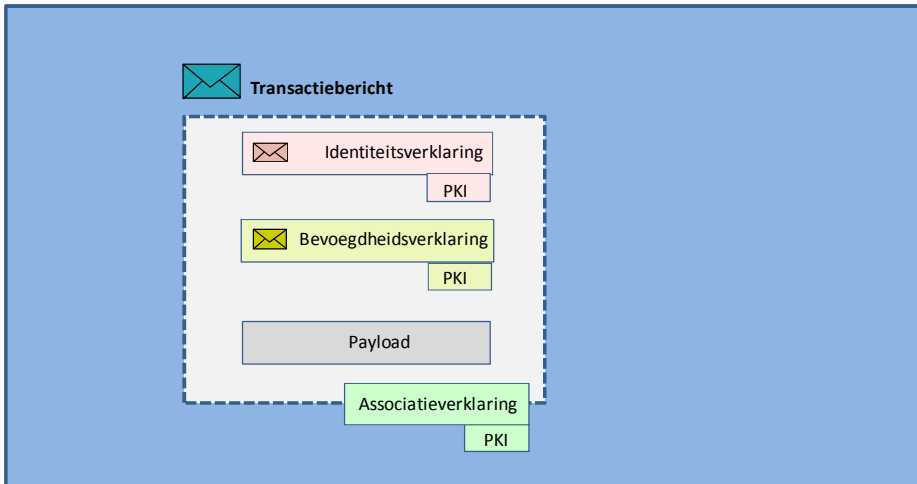 Transactiebericht
Identiteitsverklaring
PKI
Bevoegdheidsverklaring
PKI
Payload
Associatieverklaring
PKI